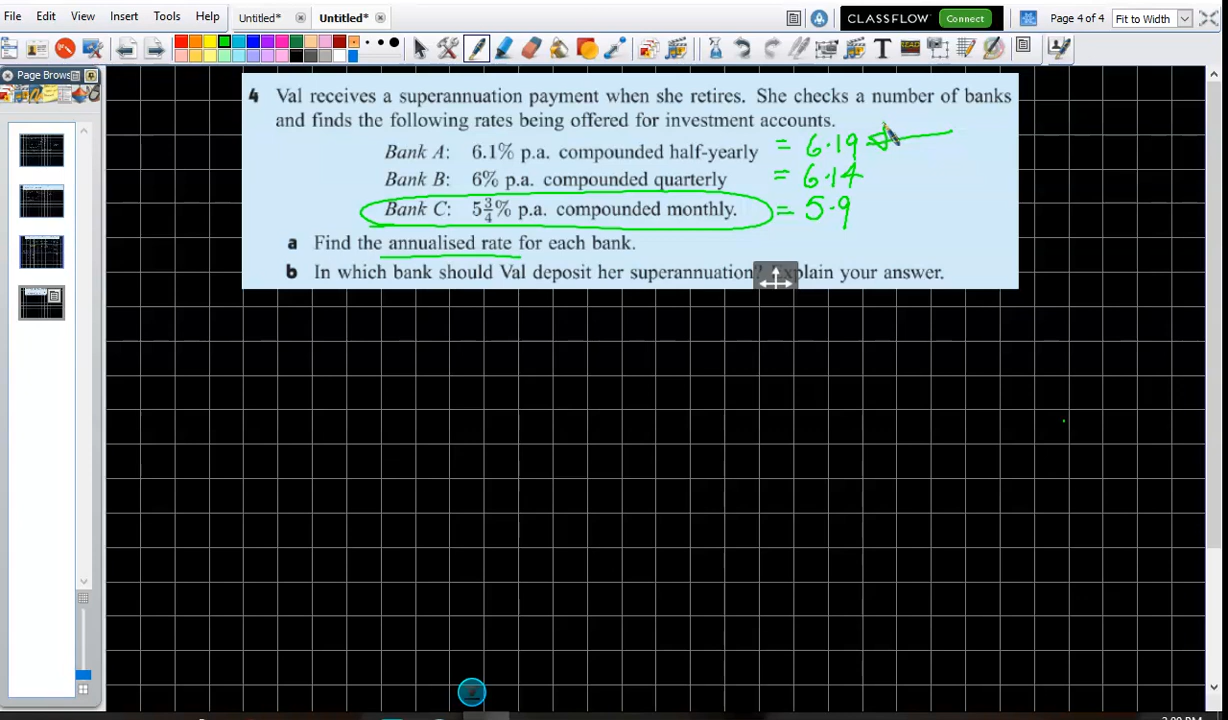 File Edit View Insert Tools Help Untitled* Untitled* CLASSFLOW Connect Page 4 of 4 Fit to Width
Page Brows
4 Val receives a superannuation payment when she retires. She checks a number of banks
and finds the following rates being offered for investment accounts.
Bank A: 6.1% p.a. compounded half-yearly = 6.19
Bank B: 6% p.a. compounded quarterly = 6.14
Bank C: 5¾% p.a. compounded monthly. = 5.9
a Find the annualised rate for each bank.
b In which bank should Val deposit her superannuation? Explain your answer.